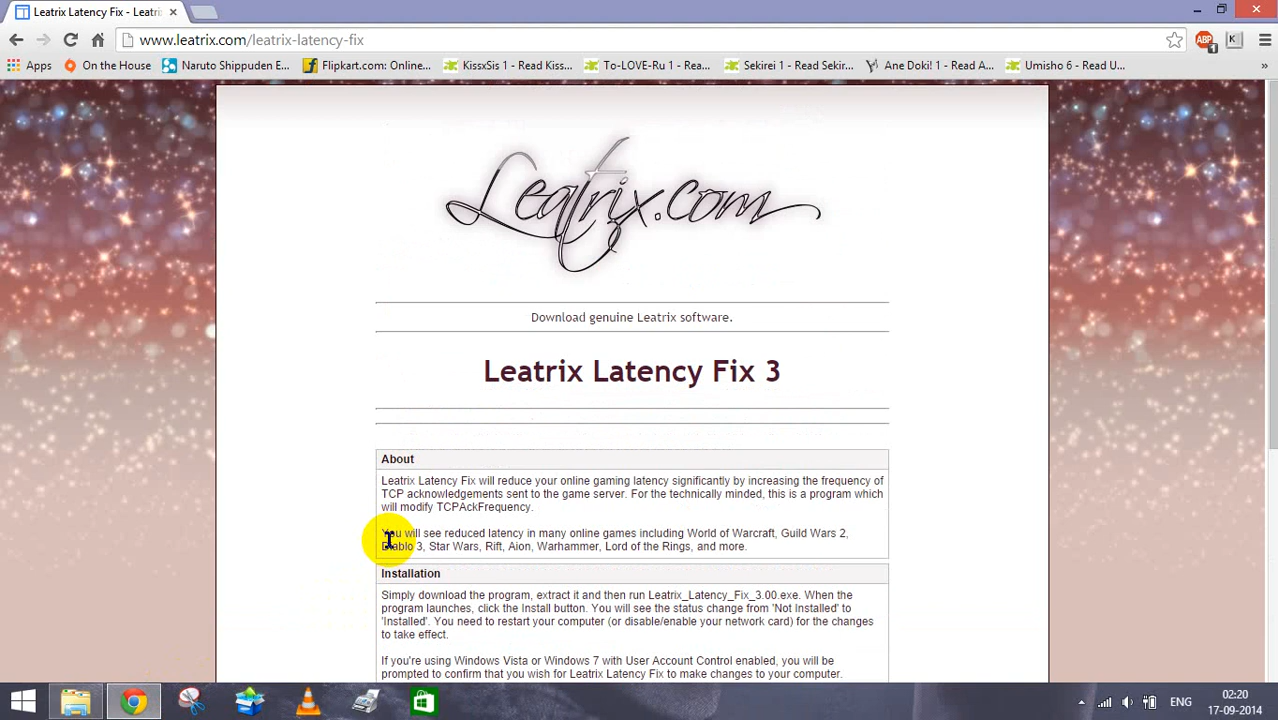 Leatrix Latency Fix - Leatri
www.leatrix.com/leatrix-latency-fix
ABP
1
K
Apps
On the House
Naruto Shippuden E...
Flipkart.com: Online...
KissxSis 1 - Read Kiss...
To-LOVE-Ru 1 - Rea...
Sekirei 1 - Read Sekir...
Ane Doki! 1 - Read A...
Umisho 6 - Read U...
»
Leatrix.com
Download genuine Leatrix software.
Leatrix Latency Fix 3
About
Leatrix Latency Fix will reduce your online gaming latency significantly by increasing the frequency of
TCP acknowledgements sent to the game server. For the technically minded, this is a program which
will modify TCPAckFrequency.
You will see reduced latency in many online games including World of Warcraft, Guild Wars 2,
Diablo 3, Star Wars, Rift, Aion, Warhammer, Lord of the Rings, and more.
Installation
Simply download the program, extract it and then run Leatrix_Latency_Fix_3.00.exe. When the
program launches, click the Install button. You will see the status change from 'Not Installed' to
'Installed'. You need to restart your computer (or disable/enable your network card) for the changes
to take effect.
If you're using Windows Vista or Windows 7 with User Account Control enabled, you will be
prompted to confirm that you wish for Leatrix Latency Fix to make changes to your computer.
ENG
02:20
17-09-2014